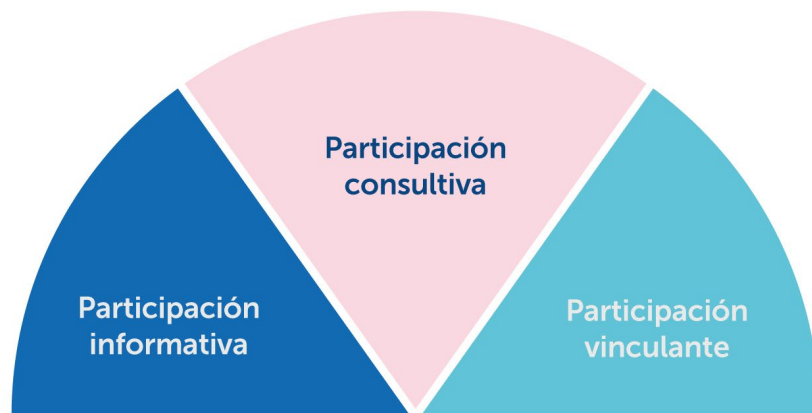 Participación
consultiva
Participación
informativa
Participación
vinculante